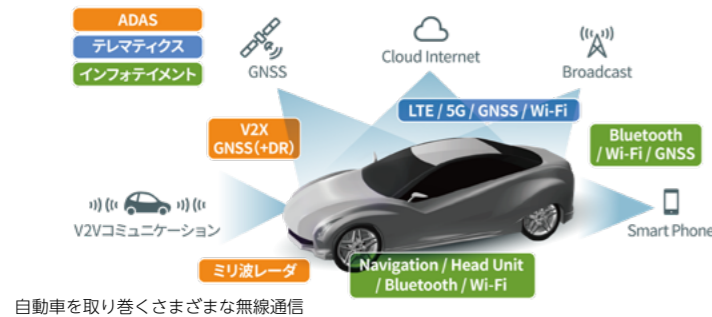 ADAS
テレマティクス
インフォテイメント
GNSS
Cloud Internet
Broadcast
LTE / 5G / GNSS / Wi-Fi
V2X
GNSS(+DR)
Bluetooth
/ Wi-Fi / GNSS
V2Vコミュニケーション
Smart Phone
ミリ波レーダ
Navigation / Head Unit
/ Bluetooth / Wi-Fi
自動車を取り巻くさまざまな無線通信